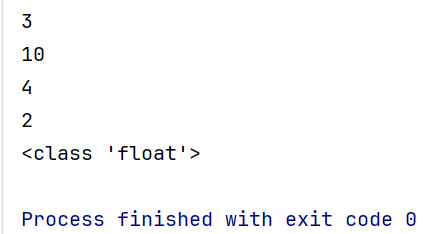 3
10
4
2
<class 'float'>
Process finished with exit code 0